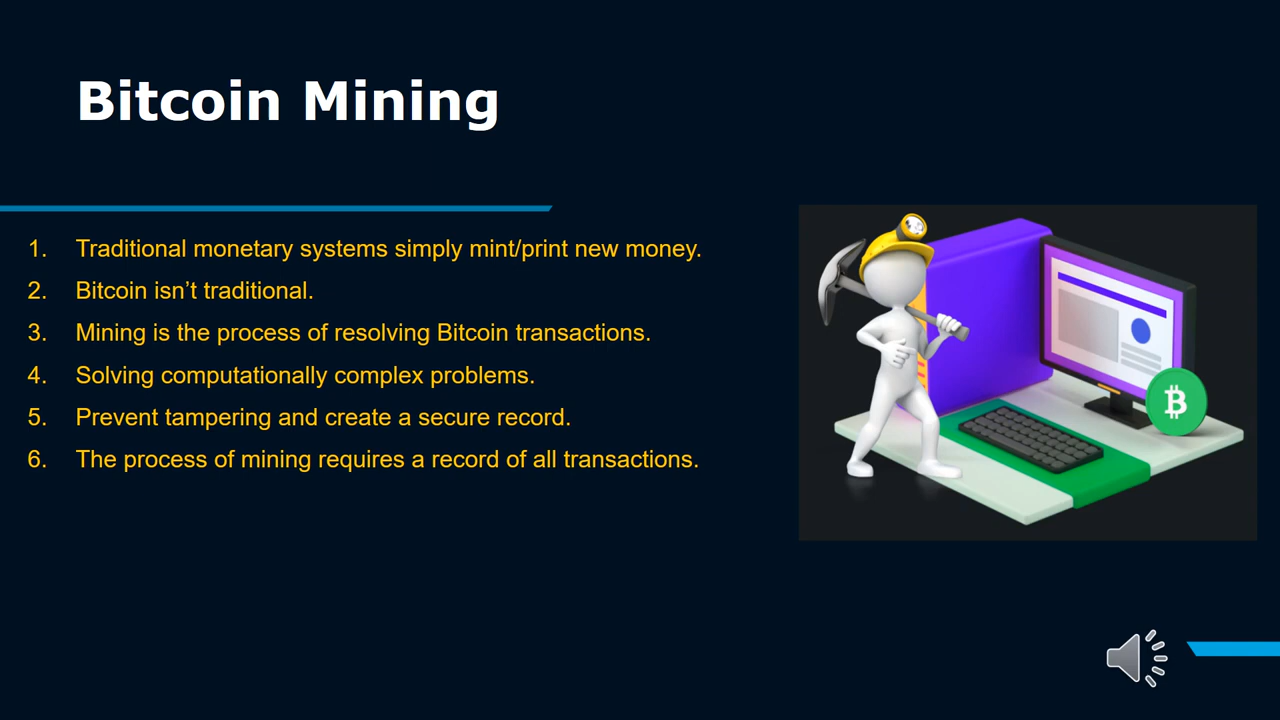 Bitcoin Mining
1. Traditional monetary systems simply mint/print new money.
2. Bitcoin isn’t traditional.
3. Mining is the process of resolving Bitcoin transactions.
4. Solving computationally complex problems.
5. Prevent tampering and create a secure record.
6. The process of mining requires a record of all transactions.